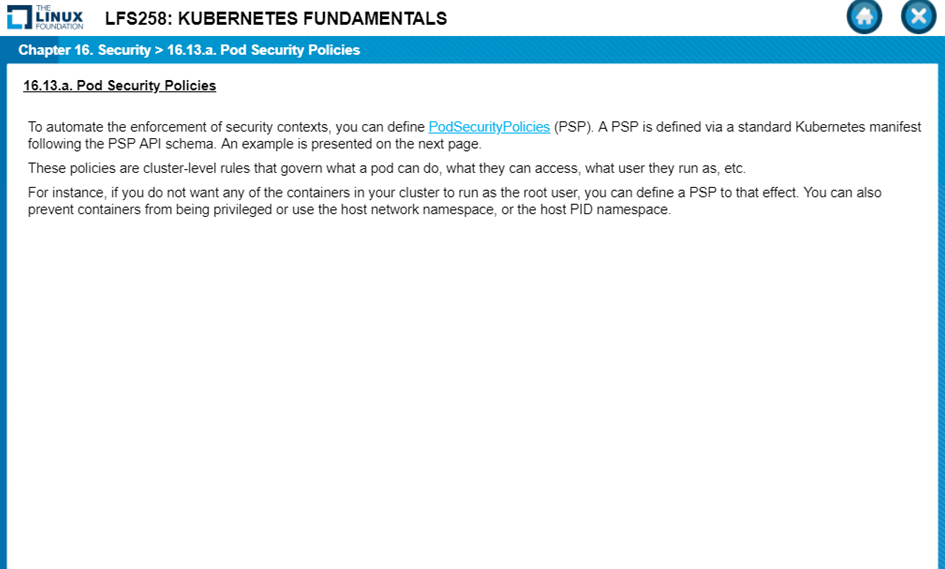 THE
LINUX
FOUNDATION
LFS258: KUBERNETES FUNDAMENTALS
Chapter 16. Security > 16.13.a. Pod Security Policies
16.13.a. Pod Security Policies
To automate the enforcement of security contexts, you can define PodSecurityPolicies (PSP). A PSP is defined via a standard Kubernetes manifest
following the PSP API schema. An example is presented on the next page.
These policies are cluster-level rules that govern what a pod can do, what they can access, what user they run as, etc.
For instance, if you do not want any of the containers in your cluster to run as the root user, you can define a PSP to that effect. You can also
prevent containers from being privileged or use the host network namespace, or the host PID namespace.